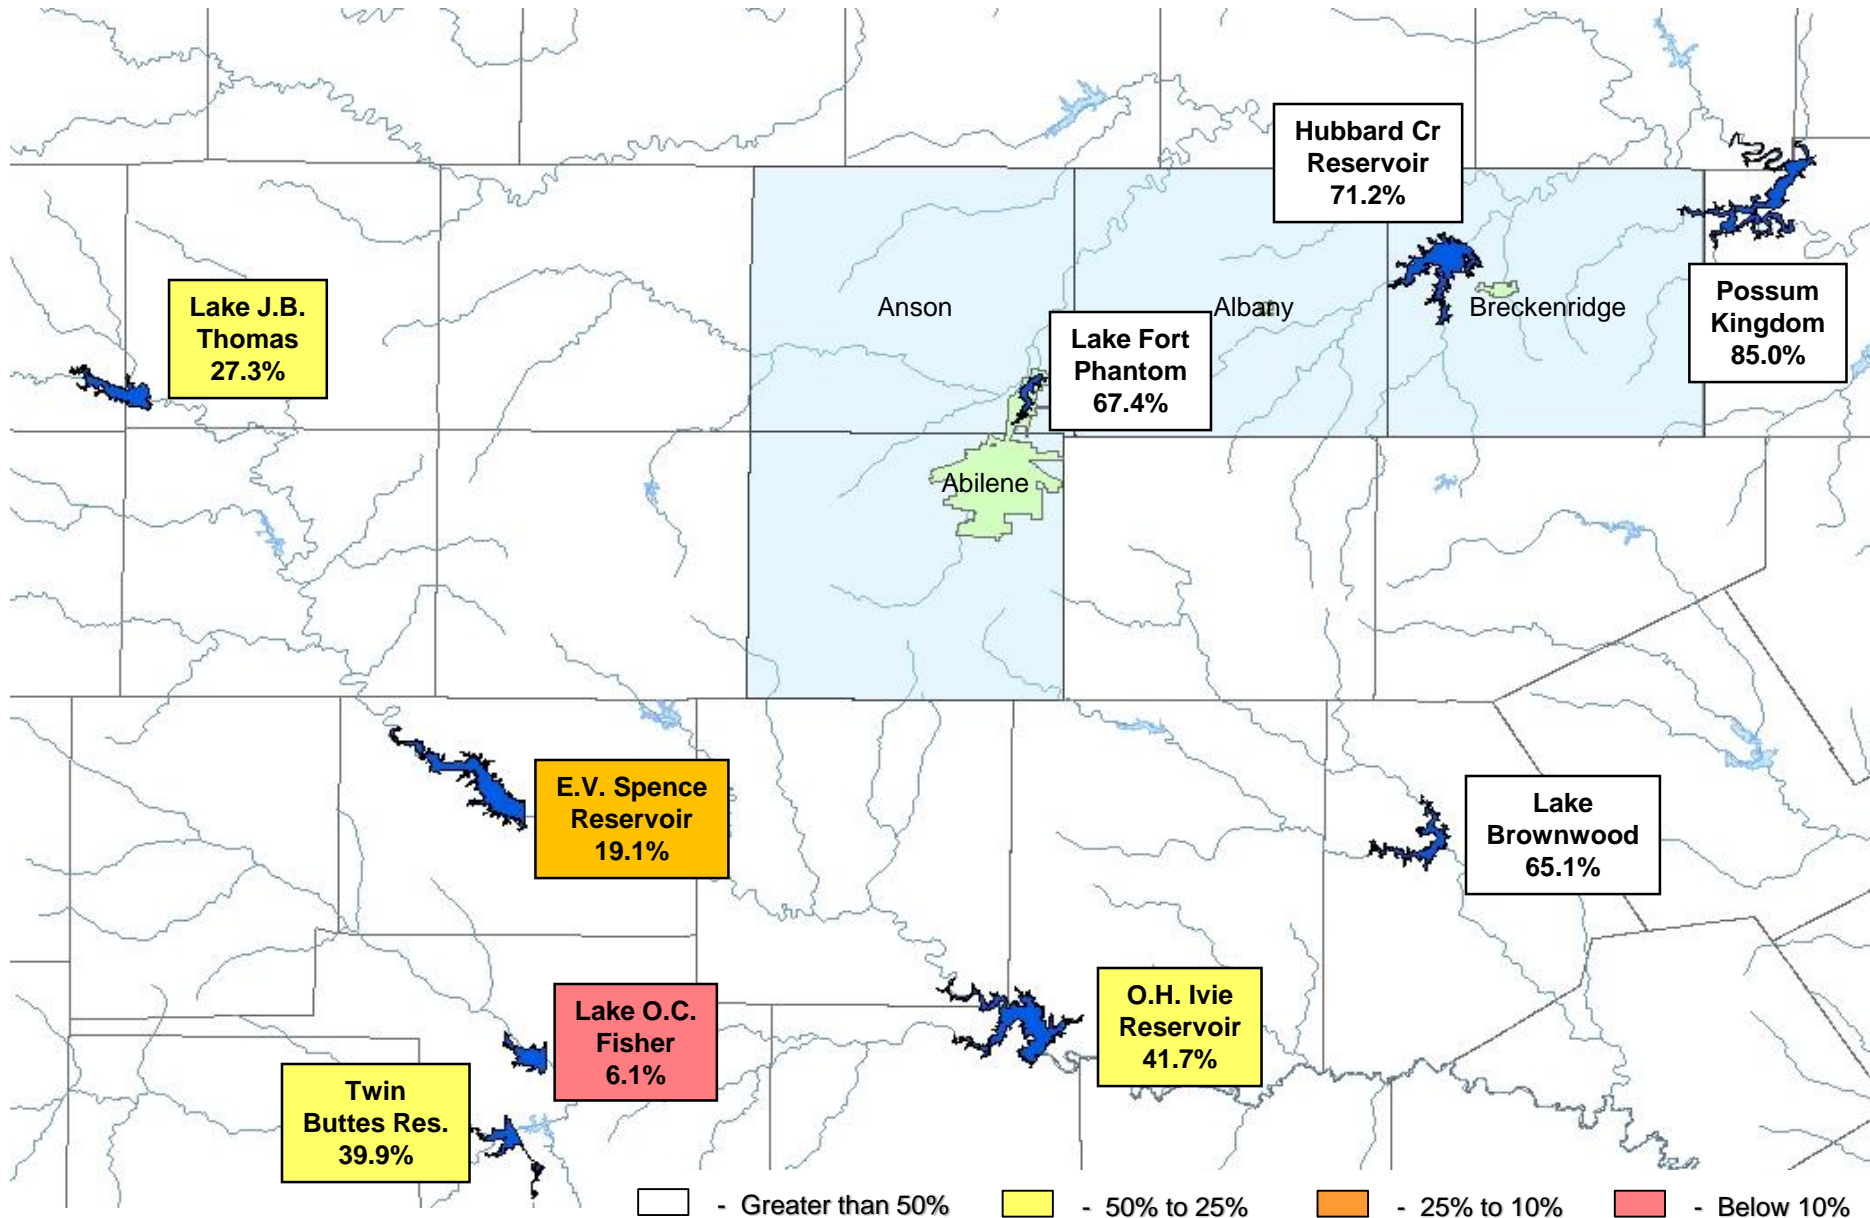 Hubbard Cr
Reservoir
71.2%
Possum
Kingdom
85.0%
Lake J.B.
Thomas
27.3%
Anson
Albany
Breckenridge
Lake Fort
Phantom
67.4%
Abilene
E.V. Spence
Reservoir
19.1%
Lake
Brownwood
65.1%
Lake O.C.
Fisher
6.1%
O.H. Ivie
Reservoir
41.7%
Twin
Buttes Res.
39.9%
- Greater than 50%
- 50% to 25%
- 25% to 10%
- Below 10%